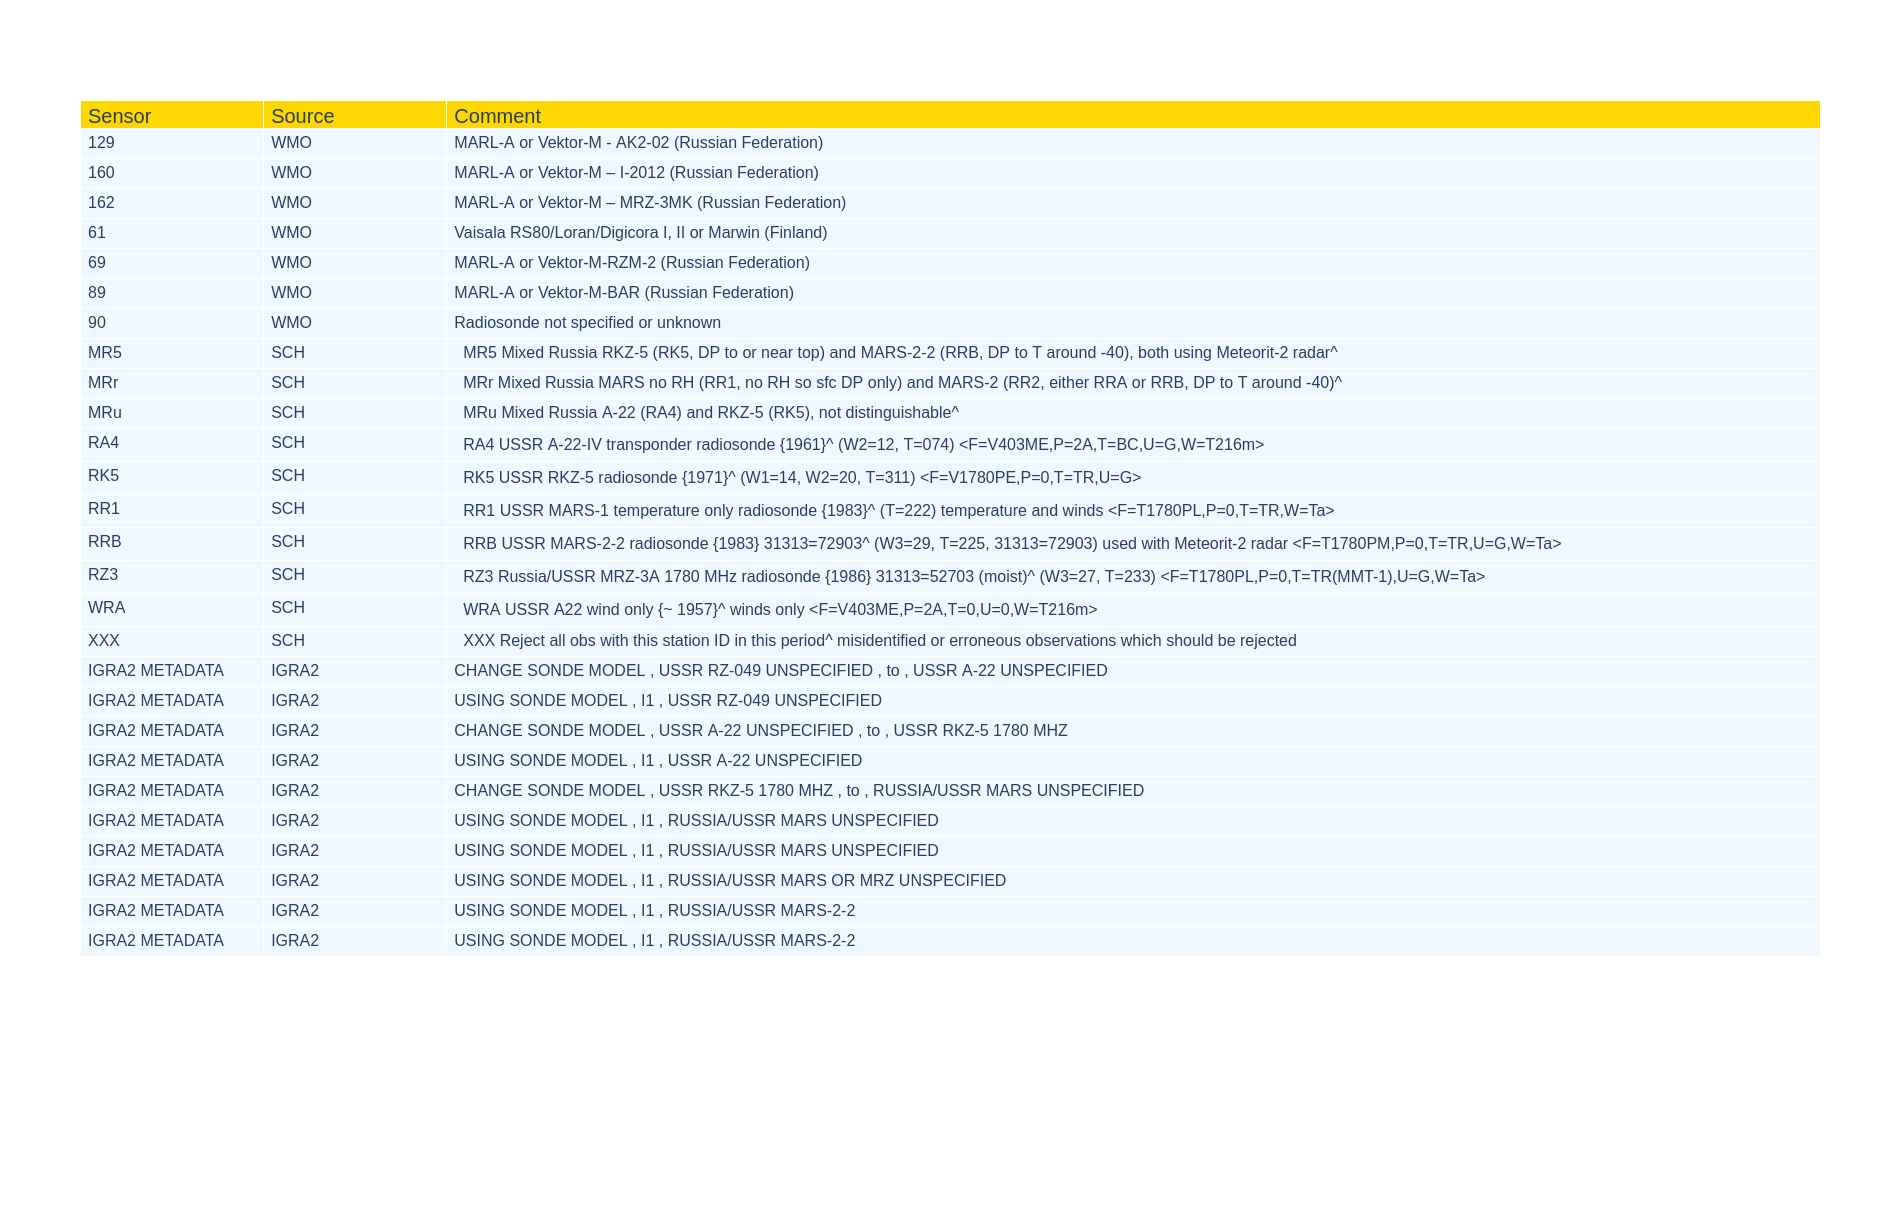 Sensor Source Comment
129 WMO MARL-A or Vektor-M - AK2-02 (Russian Federation)
160 WMO MARL-A or Vektor-M – I-2012 (Russian Federation)
162 WMO MARL-A or Vektor-M – MRZ-3MK (Russian Federation)
61 WMO Vaisala RS80/Loran/Digicora I, II or Marwin (Finland)
69 WMO MARL-A or Vektor-M-RZM-2 (Russian Federation)
89 WMO MARL-A or Vektor-M-BAR (Russian Federation)
90 WMO Radiosonde not specified or unknown
MR5 SCH MR5 Mixed Russia RKZ-5 (RK5, DP to or near top) and MARS-2-2 (RRB, DP to T around -40), both using Meteorit-2 radar^
MRr SCH MRr Mixed Russia MARS no RH (RR1, no RH so sfc DP only) and MARS-2 (RR2, either RRA or RRB, DP to T around -40)^
MRu SCH MRu Mixed Russia A-22 (RA4) and RKZ-5 (RK5), not distinguishable^
RA4 SCH RA4 USSR A-22-IV transponder radiosonde {1961}^ (W2=12, T=074) <F=V403ME,P=2A,T=BC,U=G,W=T216m>
RK5 SCH RK5 USSR RKZ-5 radiosonde {1971}^ (W1=14, W2=20, T=311) <F=V1780PE,P=0,T=TR,U=G>
RR1 SCH RR1 USSR MARS-1 temperature only radiosonde {1983}^ (T=222) temperature and winds <F=T1780PL,P=0,T=TR,W=Ta>
RRB SCH RRB USSR MARS-2-2 radiosonde {1983} 31313=72903^ (W3=29, T=225, 31313=72903) used with Meteorit-2 radar <F=T1780PM,P=0,T=TR,U=G,W=Ta>
RZ3 SCH RZ3 Russia/USSR MRZ-3A 1780 MHz radiosonde {1986} 31313=52703 (moist)^ (W3=27, T=233) <F=T1780PL,P=0,T=TR(MMT-1),U=G,W=Ta>
WRA SCH WRA USSR A22 wind only {~ 1957}^ winds only <F=V403ME,P=2A,T=0,U=0,W=T216m>
XXX SCH XXX Reject all obs with this station ID in this period^ misidentified or erroneous observations which should be rejected
IGRA2 METADATA IGRA2 CHANGE SONDE MODEL , USSR RZ-049 UNSPECIFIED , to , USSR A-22 UNSPECIFIED
IGRA2 METADATA IGRA2 USING SONDE MODEL , I1 , USSR RZ-049 UNSPECIFIED
IGRA2 METADATA IGRA2 CHANGE SONDE MODEL , USSR A-22 UNSPECIFIED , to , USSR RKZ-5 1780 MHZ
IGRA2 METADATA IGRA2 USING SONDE MODEL , I1 , USSR A-22 UNSPECIFIED
IGRA2 METADATA IGRA2 CHANGE SONDE MODEL , USSR RKZ-5 1780 MHZ , to , RUSSIA/USSR MARS UNSPECIFIED
IGRA2 METADATA IGRA2 USING SONDE MODEL , I1 , RUSSIA/USSR MARS UNSPECIFIED
IGRA2 METADATA IGRA2 USING SONDE MODEL , I1 , RUSSIA/USSR MARS UNSPECIFIED
IGRA2 METADATA IGRA2 USING SONDE MODEL , I1 , RUSSIA/USSR MARS OR MRZ UNSPECIFIED
IGRA2 METADATA IGRA2 USING SONDE MODEL , I1 , RUSSIA/USSR MARS-2-2
IGRA2 METADATA IGRA2 USING SONDE MODEL , I1 , RUSSIA/USSR MARS-2-2